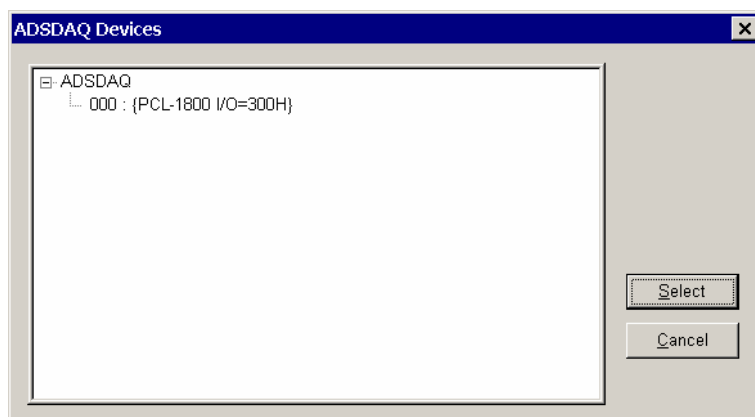 ADSDAQ Devices
ADSDAQ
000 : {PCL-1800 I/O=300H}
Select
Cancel